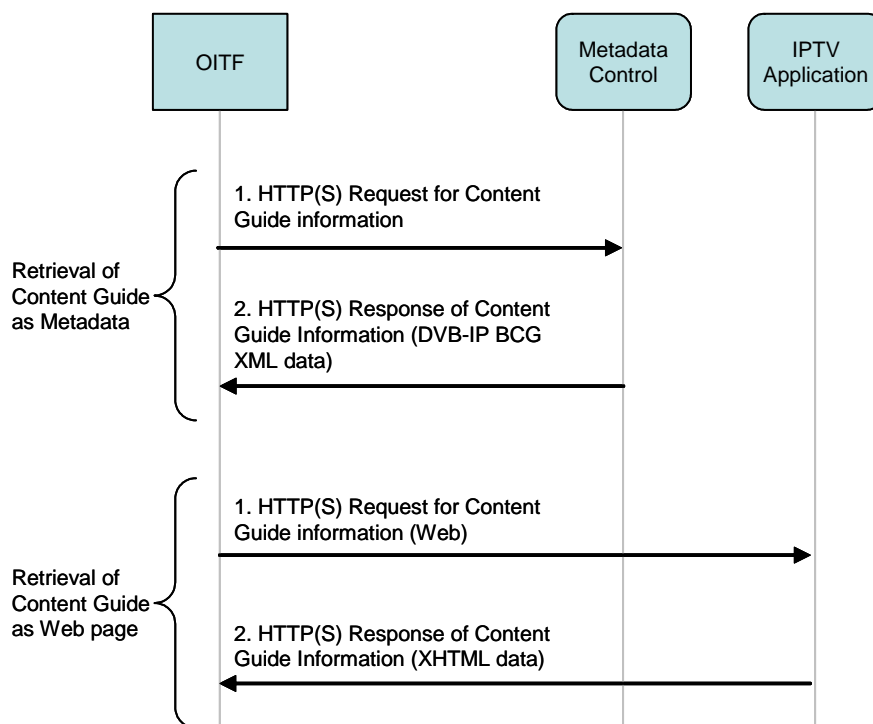 OITF
Metadata
Control
IPTV
Application
1. HTTP(S) Request for Content
Guide information
Retrieval of
Content Guide
as Metadata
2. HTTP(S) Response of Content
Guide Information (DVB-IP BCG
XML data)
1. HTTP(S) Request for Content
Guide information (Web)
Retrieval of
Content Guide
as Web page
2. HTTP(S) Response of Content
Guide Information (XHTML data)